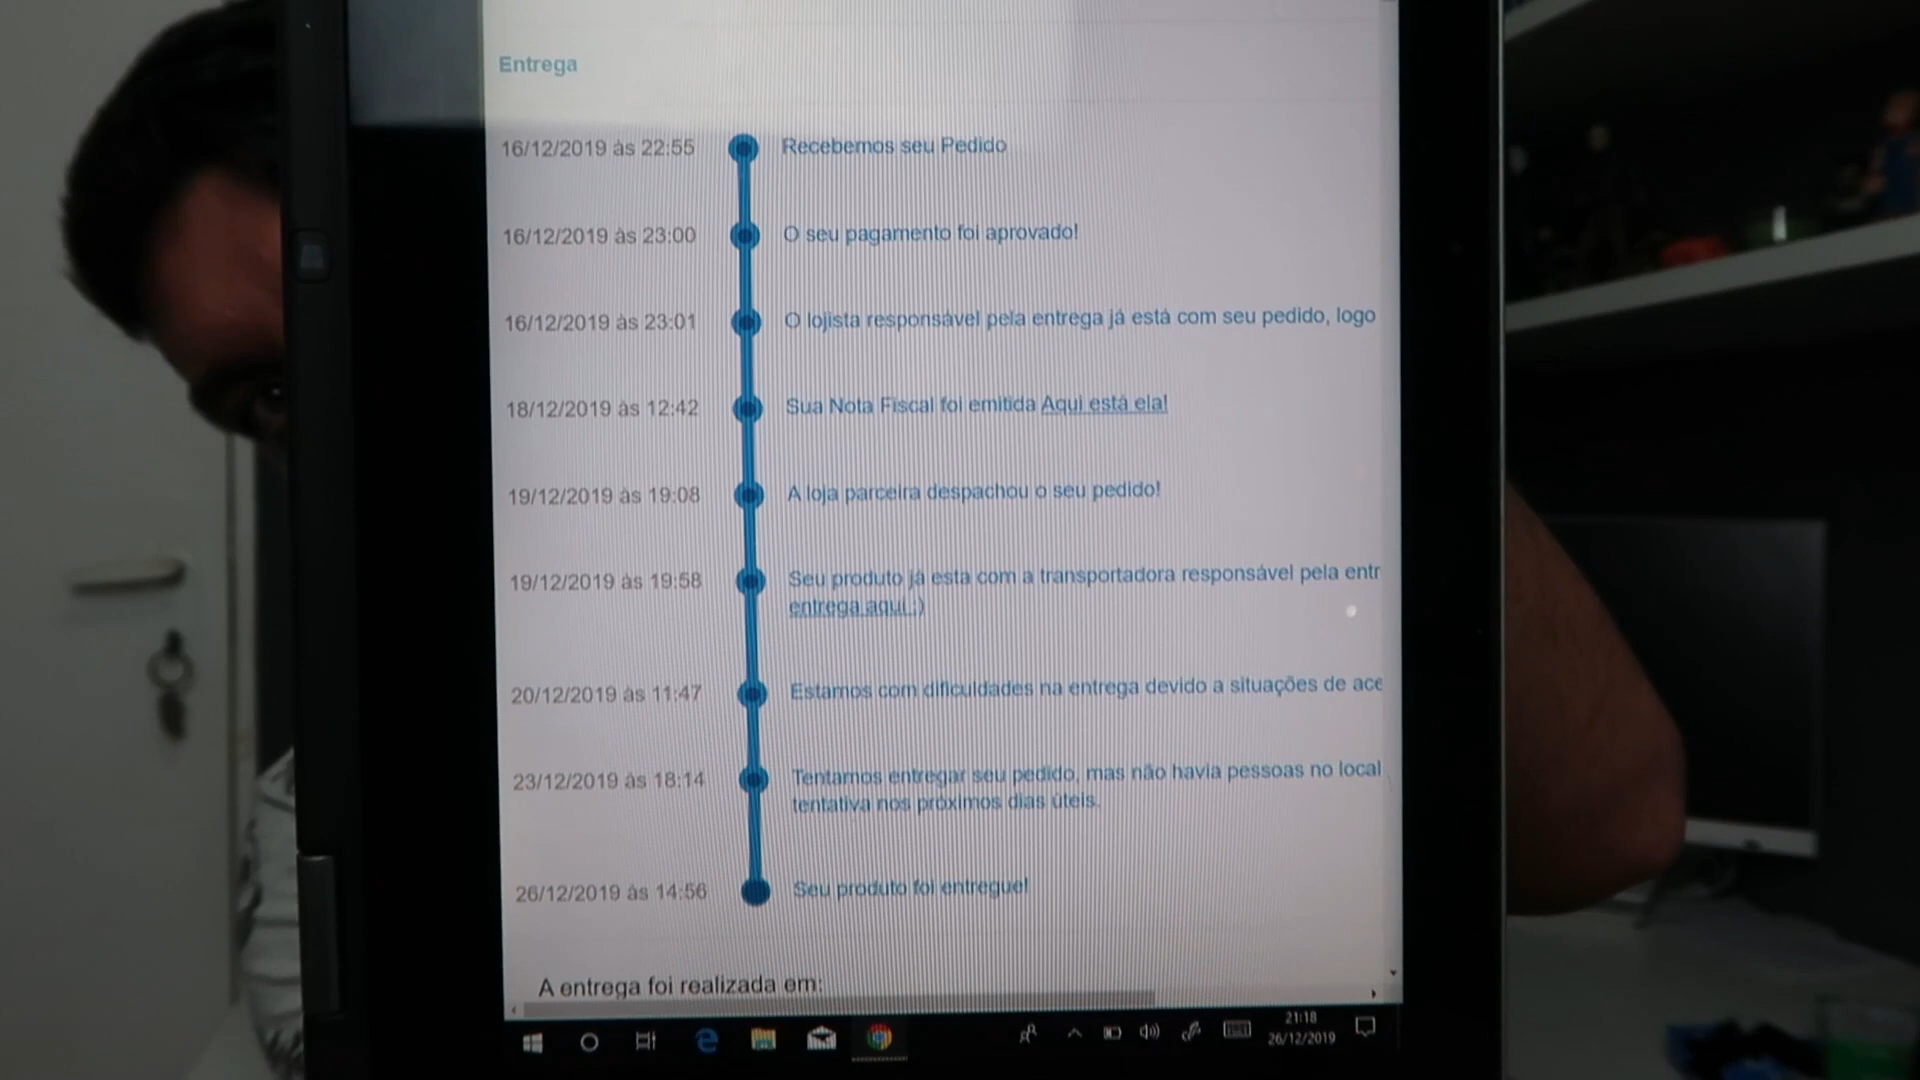 Entrega
16/12/2019 às 22:55 Recebemos seu Pedido
16/12/2019 às 23:00 O seu pagamento foi aprovado!
16/12/2019 às 23:01 O lojista responsável pela entrega já está com seu pedido, logo
18/12/2019 às 12:42 Sua Nota Fiscal foi emitida Aqui está ela!
19/12/2019 às 19:08 A loja parceira despachou o seu pedido!
19/12/2019 às 19:58 Seu produto já esta com a transportadora responsável pela entr
entrega aqui ;)
20/12/2019 às 11:47 Estamos com dificuldades na entrega devido a situações de ace
23/12/2019 às 18:14 Tentamos entregar seu pedido, mas não havia pessoas no local
tentativa nos próximos dias úteis.
26/12/2019 às 14:56 Seu produto foi entregue!
A entrega foi realizada em:
21:18
26/12/2019